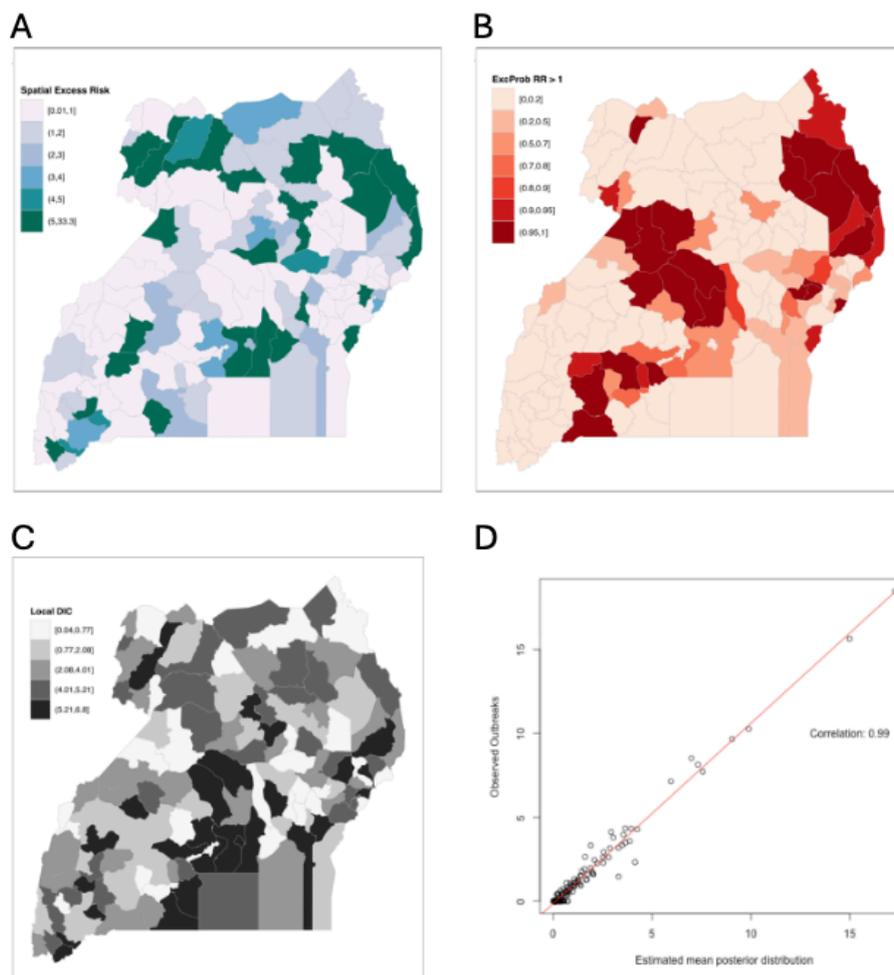 A
Spatial Excess Risk
[0.01,1]
(1,2]
(2,3]
(3,4]
(4,5]
(5,33.3]
B
ExcProb RR > 1
[0,0.2]
(0.2,0.5]
(0.5,0.7]
(0.7,0.8]
(0.8,0.9]
(0.9,0.95]
(0.95,1]
C
Local DIC
[0.04,0.77]
(0.77,2.08]
(2.08,4.01]
(4.01,5.21]
(5.21,6.8]
D
Observed Outbreaks
15
10
5
0
Correlation: 0.99
0
5
10
15
Estimated mean posterior distribution